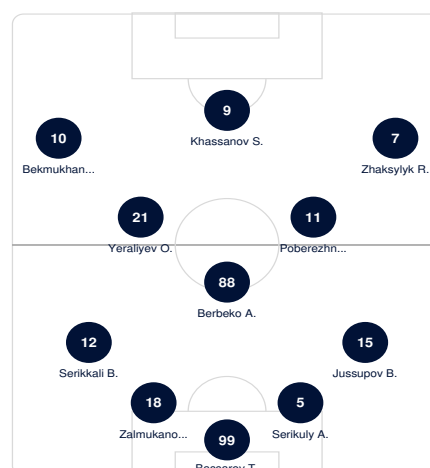 9
Khassanov S.
10
Bekmukhan...
7
Zhaksylyk R.
21
Yeraliyev O.
11
Poberezhn...
88
Berbeko A.
12
Serikkali B.
15
Jussupov B.
18
Zalmukano...
5
Serikuly A.
99